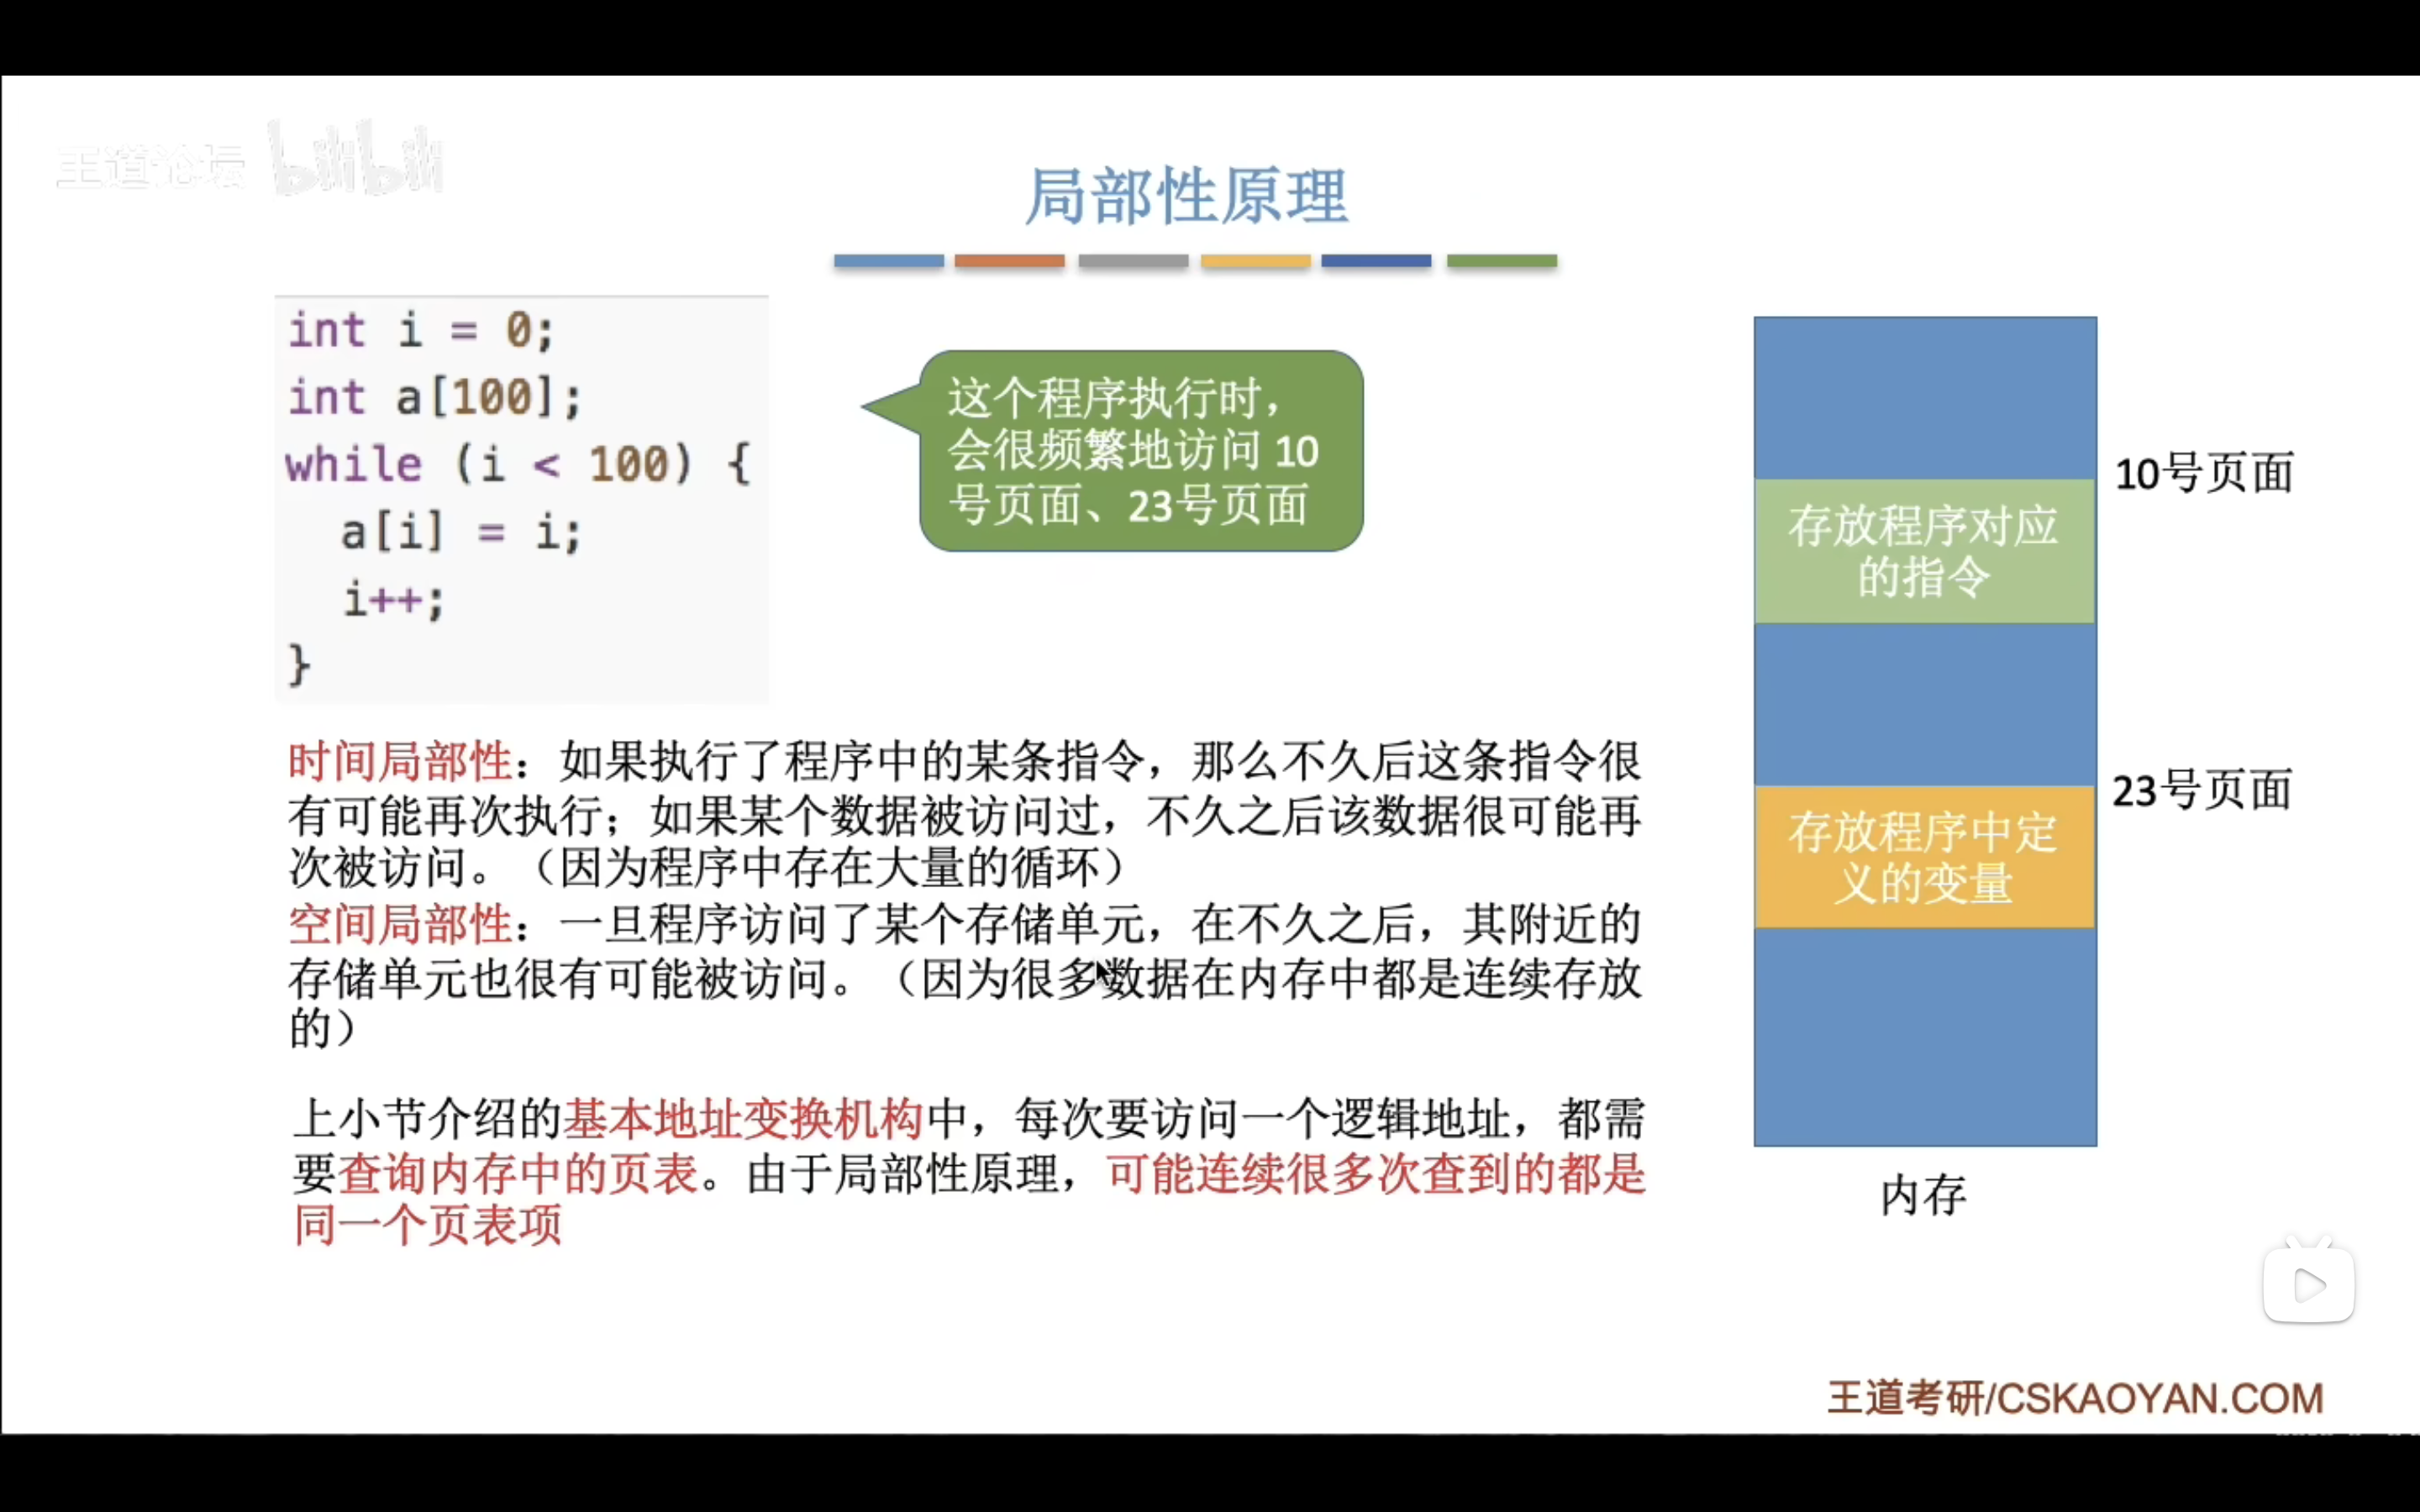 王道论坛 bilibili
局部性原理
int i = 0;
int a[100];
while (i < 100) {
a[i] = i;
i++;
}
这个程序执行时，
会很频繁地访问 10
号页面、23号页面
10号页面
存放程序对应
的指令
23号页面
存放程序中定
义的变量
内存
时间局部性：如果执行了程序中的某条指令，那么不久后这条指令很
有可能再次执行；如果某个数据被访问过，不久之后该数据很可能再
次被访问。（因为程序中存在大量的循环）
空间局部性：一旦程序访问了某个存储单元，在不久之后，其附近的
存储单元也很有可能被访问。（因为很多数据在内存中都是连续存放
的）
上小节介绍的基本地址变换机构中，每次要访问一个逻辑地址，都需
要查询内存中的页表。由于局部性原理，可能连续很多次查到的都是
同一个页表项
王道考研/CSKAOYAN.COM